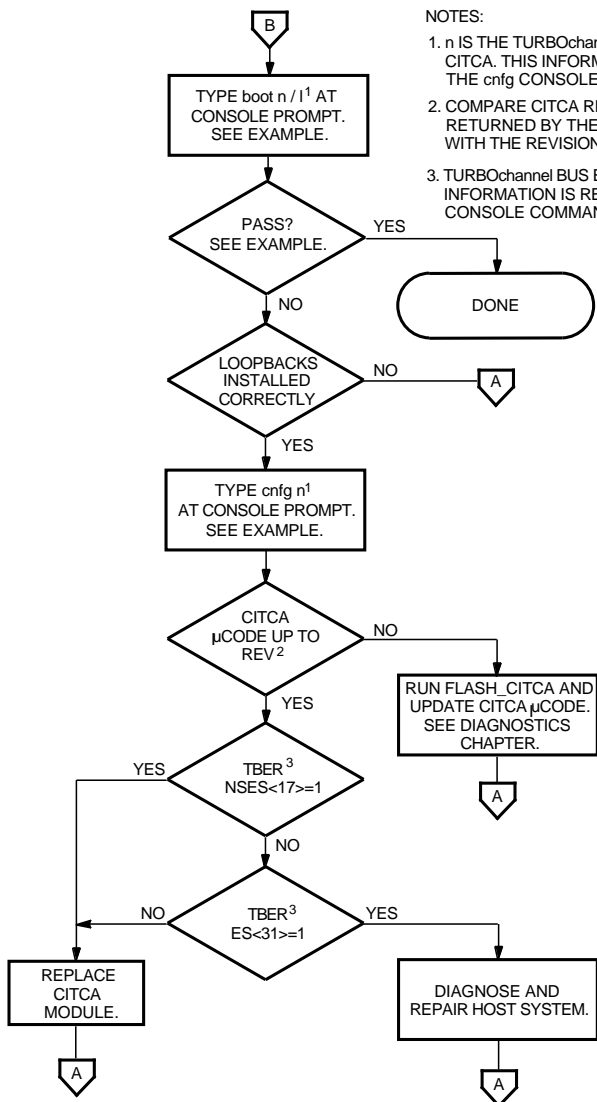 B
NOTES:
1. n IS THE TURBOchan
CITCA. THIS INFORM
THE cnfg CONSOLE
2. COMPARE CITCA RE
RETURNED BY THE
WITH THE REVISION
3. TURBOchannel BUS E
INFORMATION IS RE
CONSOLE COMMAN
TYPE boot n / l¹ AT
CONSOLE PROMPT.
SEE EXAMPLE.
PASS?
SEE EXAMPLE.
YES
DONE
NO
LOOPBACKS
INSTALLED
CORRECTLY
NO
A
YES
TYPE cnfg n¹
AT CONSOLE PROMPT.
SEE EXAMPLE.
CITCA
µCODE UP TO
REV²
NO
RUN FLASH_CITCA AND
UPDATE CITCA µCODE.
SEE DIAGNOSTICS
CHAPTER.
A
YES
TBER³
NSES<17>=1
YES
NO
TBER³
ES<31>=1
NO
YES
REPLACE
CITCA
MODULE.
A
DIAGNOSE AND
REPAIR HOST SYSTEM.
A